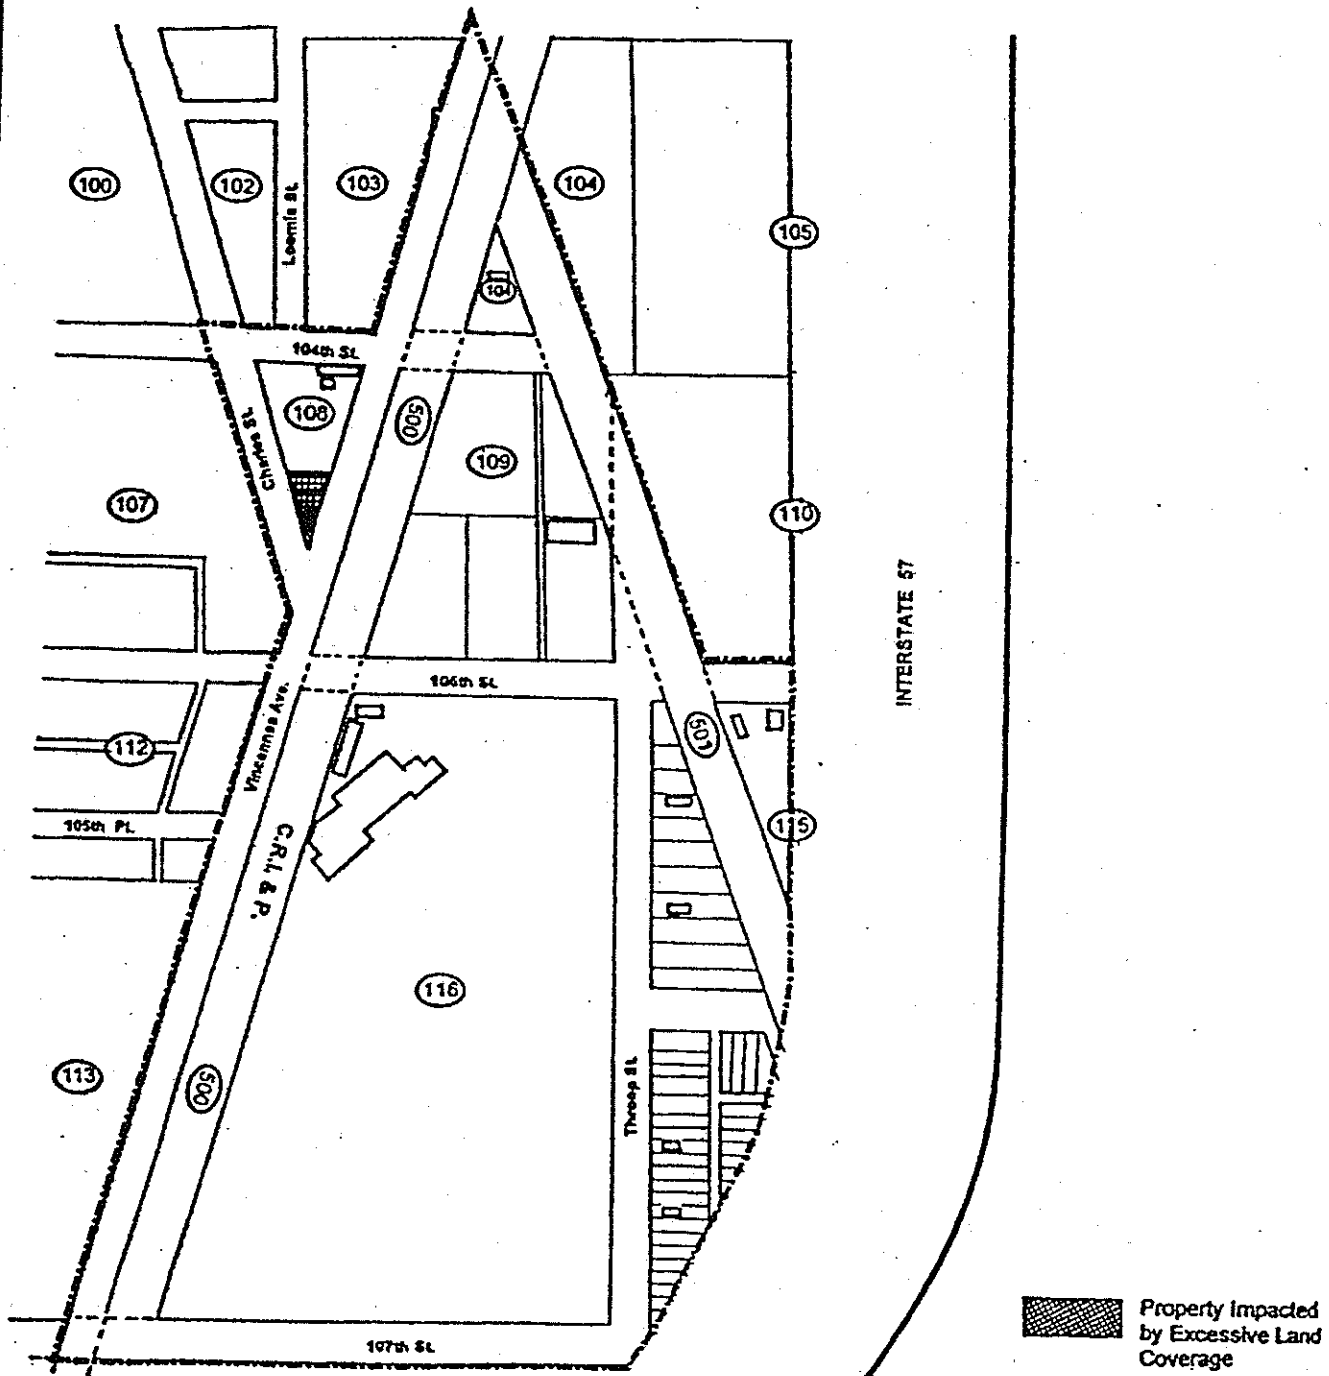 100
102
Loomis St.
103
104
105
104
104th St.
108
500
Charles St.
109
107
110
INTERSTATE 57
106th St.
112
Vincennes Ave.
501
105th Pl.
115
C.R.I. & P.
116
113
500
Throop St.
107th St.
Property Impacted
by Excessive Land
Coverage